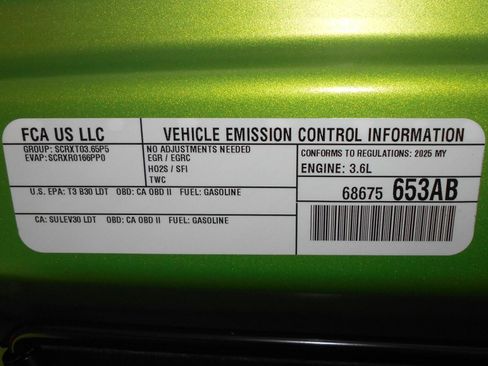 FCA US LLC
VEHICLE EMISSION CONTROL INFORMATION
GROUP: SCRXT03.65P5
EVAP: SCRXR0166PP0
NO ADJUSTMENTS NEEDED
EGR / EGRC
HO2S / SFI
TWC
CONFORMS TO REGULATIONS: 2025 MY
ENGINE: 3.6L
U.S. EPA: T3 B30 LDT OBD: CA OBD II FUEL: GASOLINE
68675 653AB
CA: SULEV30 LDT OBD: CA OBD II FUEL: GASOLINE